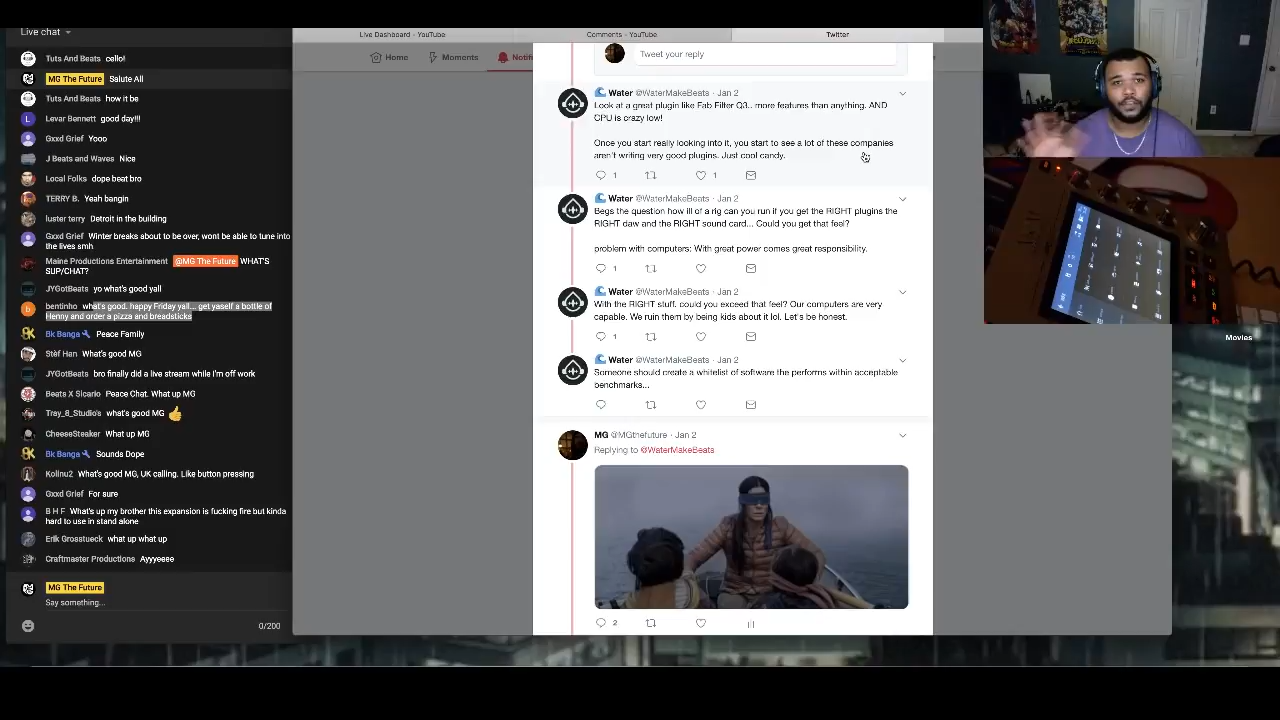 Live chat
Tuts And Beats cello!
MG The Future Salute All
Tuts And Beats how it be
Levar Bennett good day!!!
Gxxd Grief Yooo
J Beats and Waves Nice
Local Folks dope beat bro
TERRY B. Yeah bangin
luster terry Detroit in the building
Gxxd Grief Winter breaks about to be over, wont be able to tune into
the lives smh
Maine Productions Entertainment @MG The Future WHAT'S
SUP/CHAT?
JYGotBeats yo what's good yall
bentinho what's good. happy Friday yall... get yaself a bottle of
Henny and order a pizza and breadsticks
Bk Banga Peace Family
Stëf Han What's good MG
JYGotBeats bro finally did a live stream while I'm off work
Beats X Sicario Peace Chat. What up MG
Tray_8_Studio's what's good MG 👍
CheeseSteaker What up MG
Bk Banga Sounds Dope
Kolinu2 What's good MG, UK calling. Like button pressing
Gxxd Grief For sure
B H F What's up my brother this expansion is fucking fire but kinda
hard to use in stand alone
Erik Grosstueck what up what up
Craftmaster Productions Ayyyeeee
MG The Future
Say something...
0/200
Live Dashboard - YouTube
Comments - YouTube
Twitter
Home
Moments
Notifi
Tweet your reply
🌊 Water @WaterMakeBeats · Jan 2
Look at a great plugin like Fab Filter Q3.. more features than anything. AND
CPU is crazy low!
Once you start really looking into it, you start to see a lot of these companies
aren't writing very good plugins. Just cool candy.
1
1
🌊 Water @WaterMakeBeats · Jan 2
Begs the question how ill of a rig can you run if you get the RIGHT plugins the
RIGHT daw and the RIGHT sound card... Could you get that feel?
problem with computers: With great power comes great responsibility.
1
🌊 Water @WaterMakeBeats · Jan 2
With the RIGHT stuff. could you exceed that feel? Our computers are very
capable. We ruin them by being kids about it lol. Let's be honest.
1
🌊 Water @WaterMakeBeats · Jan 2
Someone should create a whitelist of software the performs within acceptable
benchmarks...
MG @MGthefuture · Jan 2
Replying to @WaterMakeBeats
2
Movies